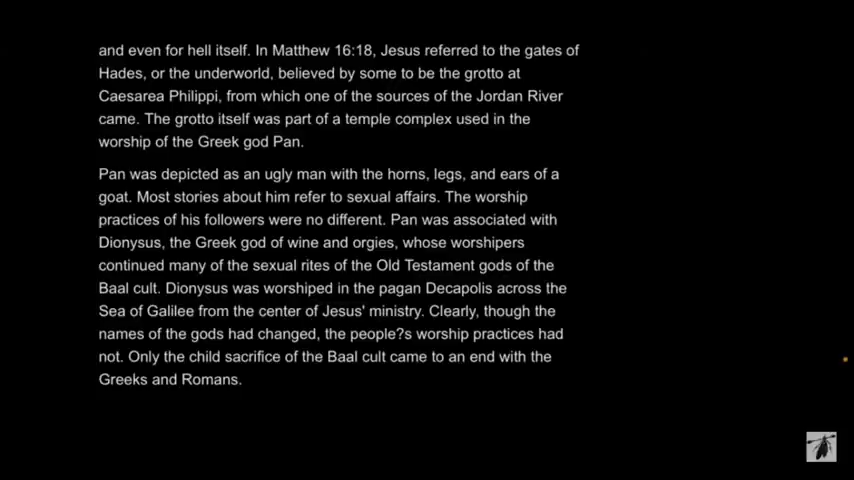 and even for hell itself. In Matthew 16:18, Jesus referred to the gates of
Hades, or the underworld, believed by some to be the grotto at
Caesarea Philippi, from which one of the sources of the Jordan River
came. The grotto itself was part of a temple complex used in the
worship of the Greek god Pan.
Pan was depicted as an ugly man with the horns, legs, and ears of a
goat. Most stories about him refer to sexual affairs. The worship
practices of his followers were no different. Pan was associated with
Dionysus, the Greek god of wine and orgies, whose worshipers
continued many of the sexual rites of the Old Testament gods of the
Baal cult. Dionysus was worshiped in the pagan Decapolis across the
Sea of Galilee from the center of Jesus' ministry. Clearly, though the
names of the gods had changed, the people?s worship practices had
not. Only the child sacrifice of the Baal cult came to an end with the
Greeks and Romans.